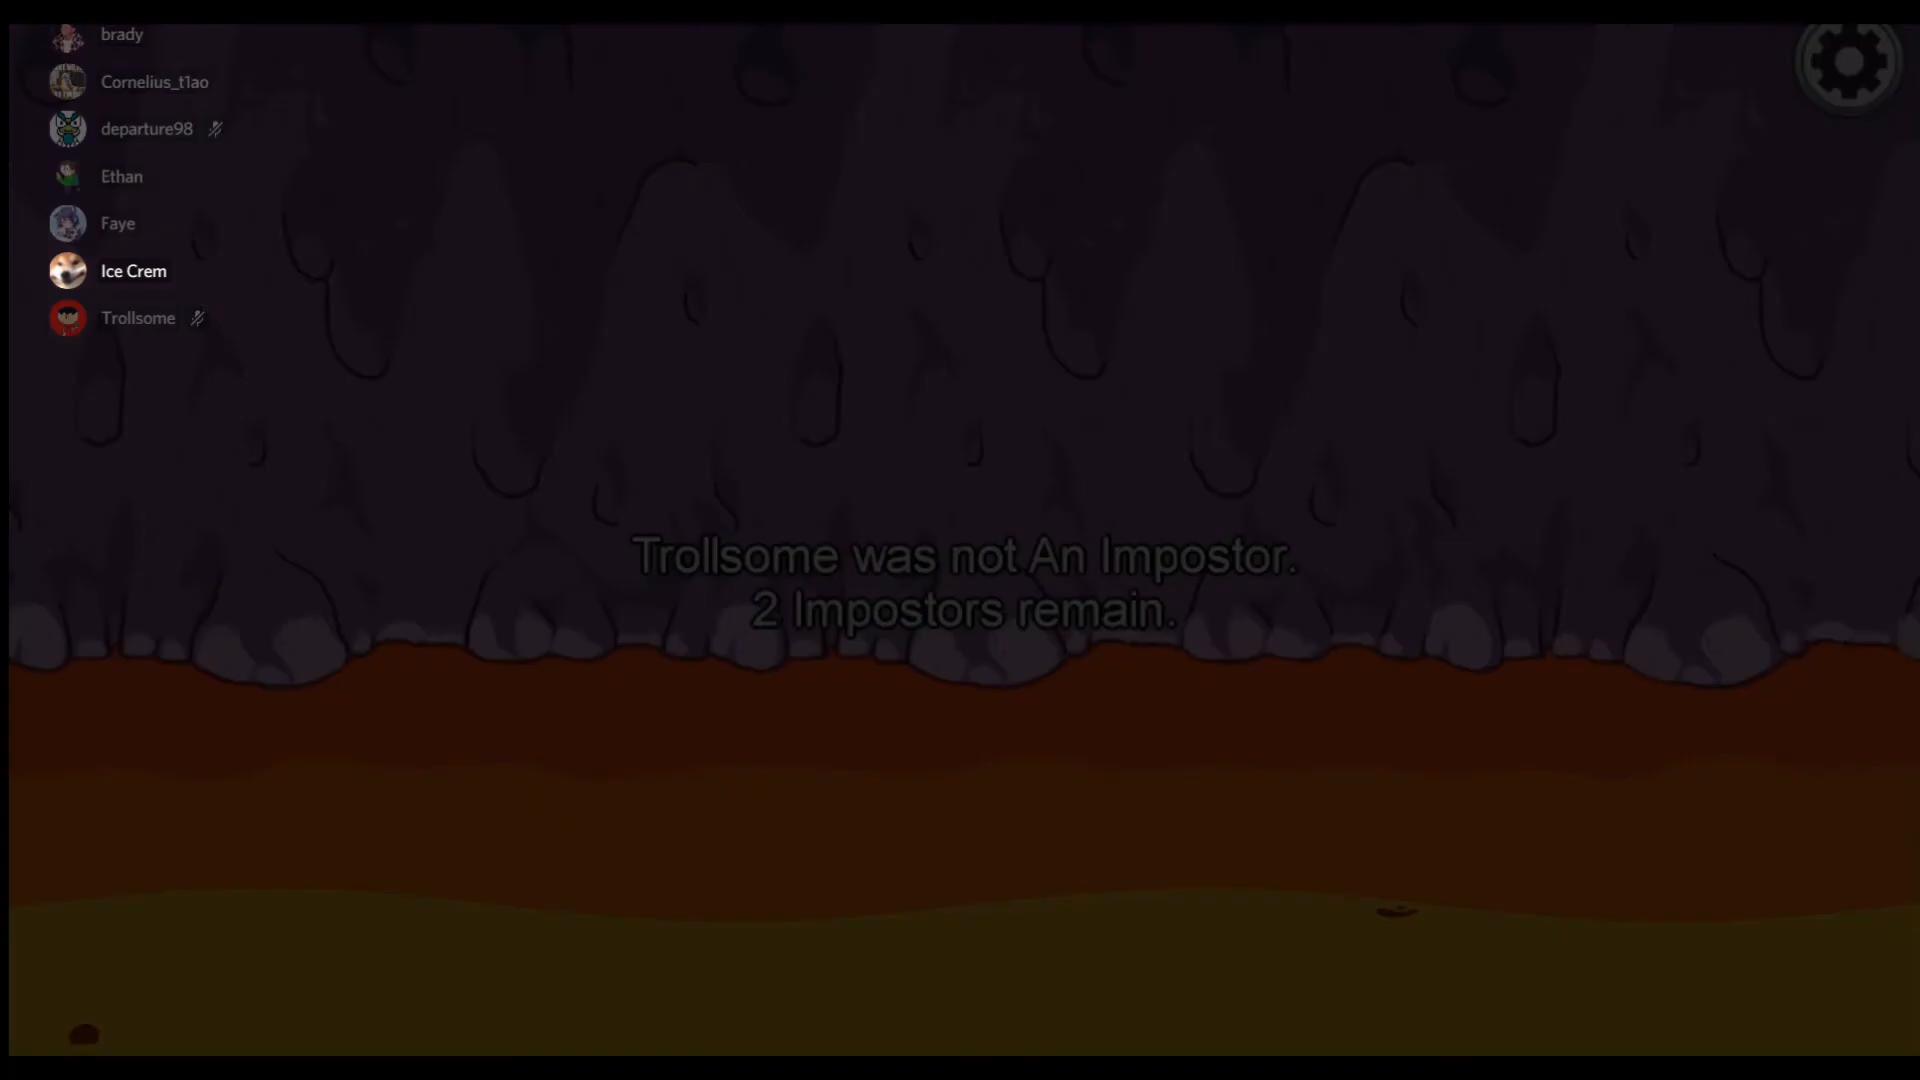 brady
Cornelius_t1ao
departure98
Ethan
Faye
Ice Crem
Trollsome
Trollsome was not An Impostor.
2 Impostors remain.